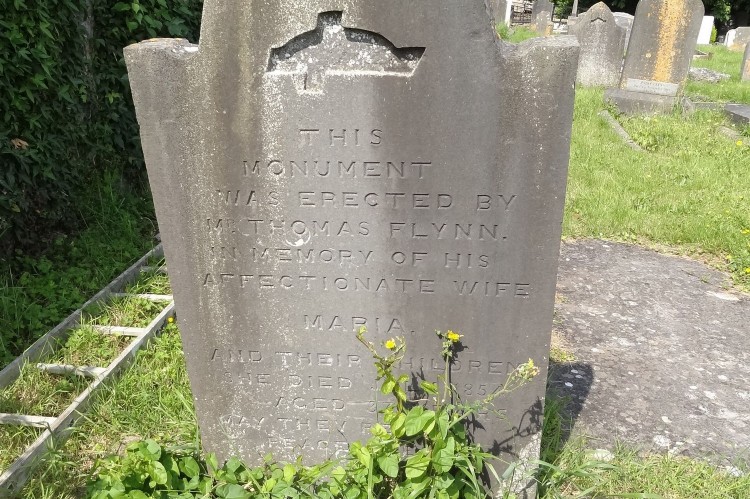 THIS
MONUMENT
WAS ERECTED BY
Mr THOMAS FLYNN.
IN MEMORY OF HIS
AFFECTIONATE WIFE
MARIA.
AND THEIR CHILDREN
DIED
AGED
MAY THEY
PEACE